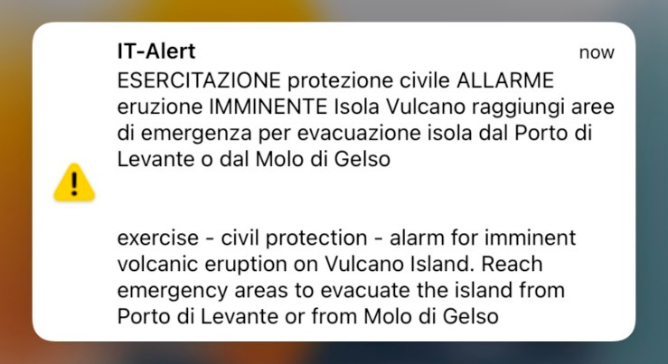 IT-Alert
now
ESERCITAZIONE protezione civile ALLARME
eruzione IMMINENTE Isola Vulcano raggiungi aree
di emergenza per evacuazione isola dal Porto di
Levante o dal Molo di Gelso
exercise - civil protection - alarm for imminent
volcanic eruption on Vulcano Island. Reach
emergency areas to evacuate the island from
Porto di Levante or from Molo di Gelso